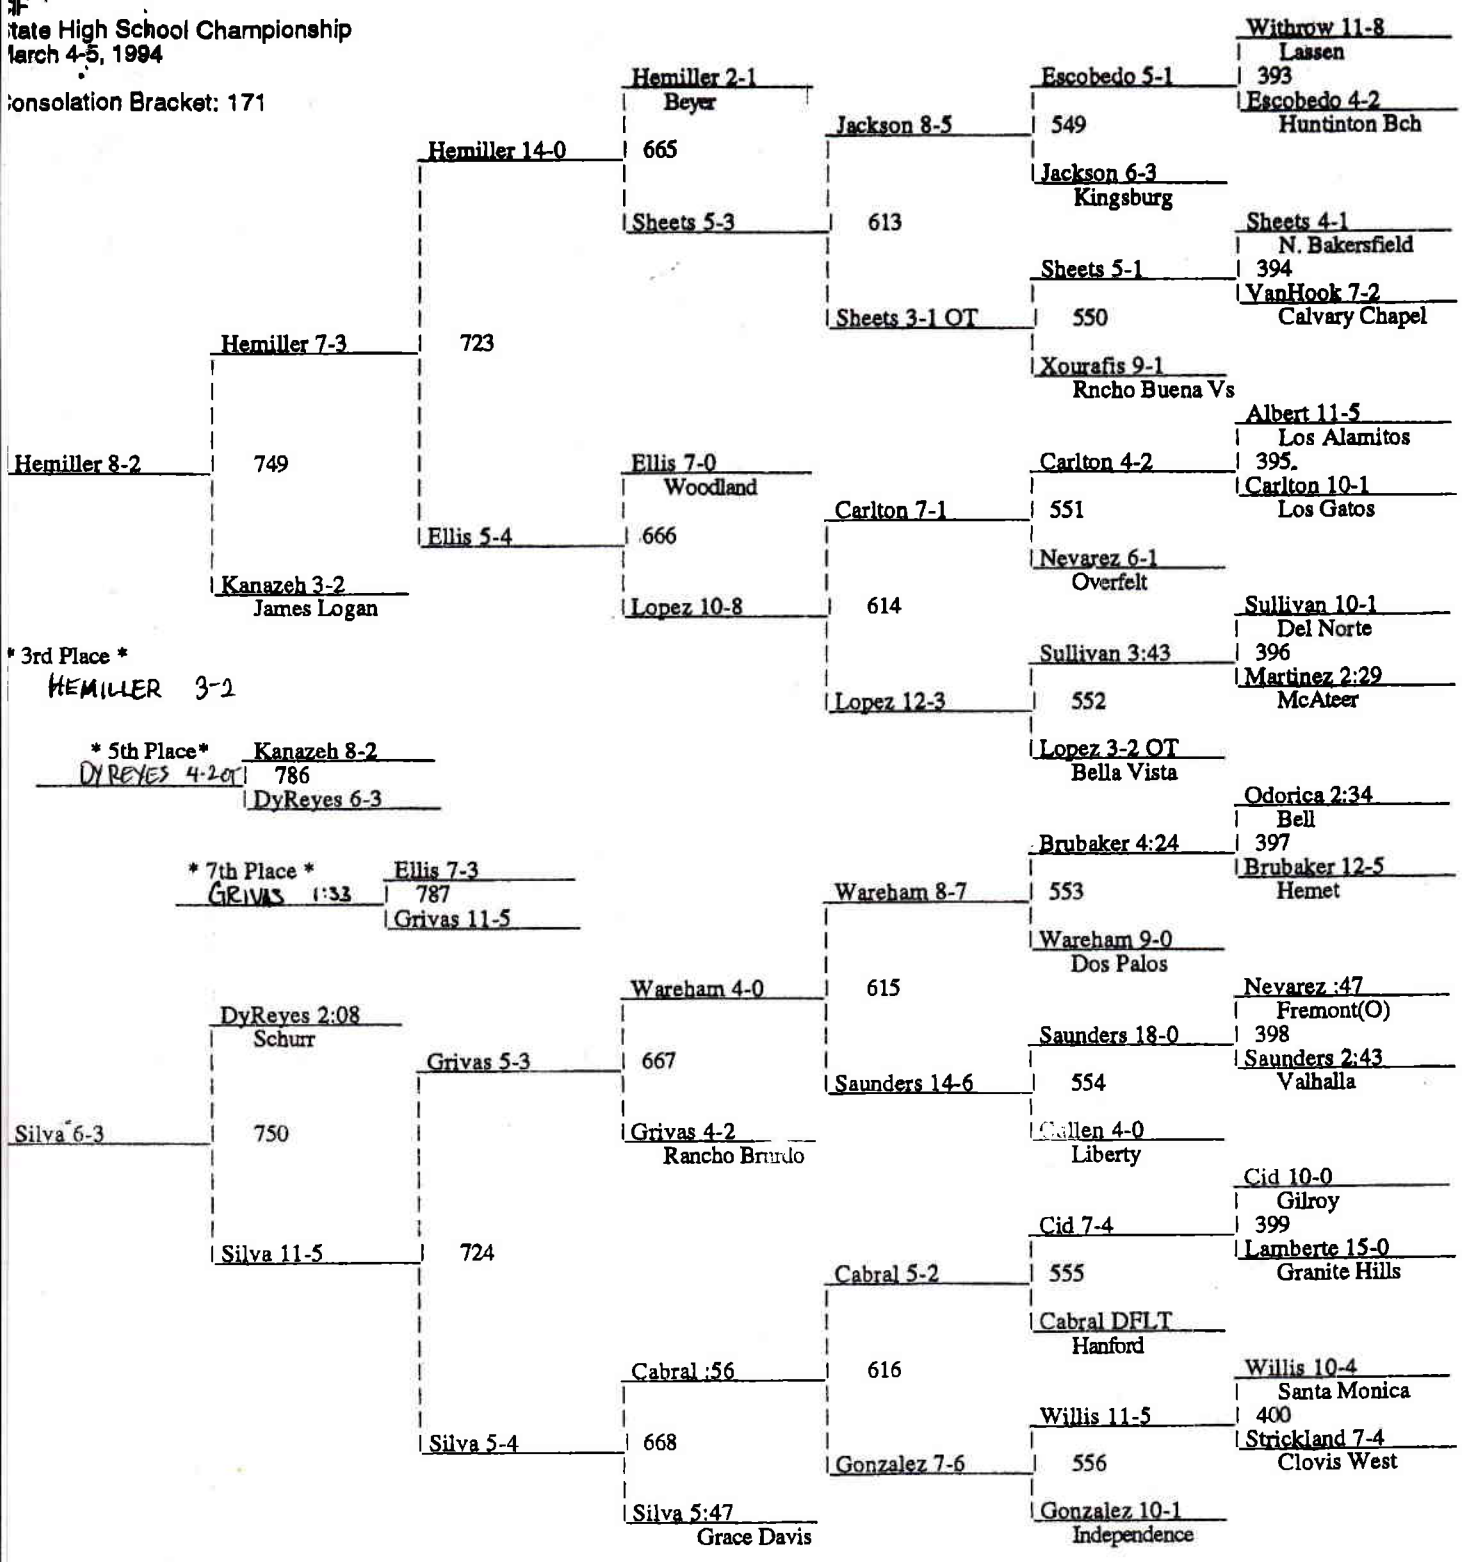 State High School Championship
March 4-5, 1994
Consolation Bracket: 171
Withrow 11-8
Lassen
393
Escobedo 4-2
Huntinton Bch
Escobedo 5-1
549
Jackson 6-3
Kingsburg
Hemiller 2-1
Beyer
Jackson 8-5
Hemiller 14-0
665
Sheets 5-3
613
Sheets 4-1
N. Bakersfield
394
VanHook 7-2
Calvary Chapel
Sheets 5-1
550
Sheets 3-1 OT
Xourafis 9-1
Rncho Buena Vs
Hemiller 7-3
723
Albert 11-5
Los Alamitos
395
Carlton 10-1
Los Gatos
Carlton 4-2
551
Nevarez 6-1
Overfelt
Hemiller 8-2
749
Ellis 7-0
Woodland
Carlton 7-1
Ellis 5-4
666
Kanazeh 3-2
James Logan
Lopez 10-8
614
Sullivan 10-1
Del Norte
396
Martinez 2:29
McAteer
Sullivan 3:43
552
Lopez 12-3
Lopez 3-2 OT
Bella Vista
* 3rd Place *
HEMILLER 3-2
* 5th Place*
Kanazeh 8-2
DYREYES 4-2OT
786
DyReyes 6-3
* 7th Place *
Ellis 7-3
GRIVAS 1:33
787
Grivas 11-5
Odorica 2:34
Bell
397
Brubaker 12-5
Hemet
Brubaker 4:24
553
Wareham 8-7
Wareham 9-0
Dos Palos
Wareham 4-0
615
Nevarez :47
Fremont(O)
398
Saunders 2:43
Valhalla
Saunders 18-0
554
Saunders 14-6
4-0
Liberty
DyReyes 2:08
Schurr
Grivas 5-3
667
Grivas 4-2
Rancho
Silva 6-3
750
Silva 11-5
724
Cid 10-0
Gilroy
399
Lamberte 15-0
Granite Hills
Cid 7-4
555
Cabral 5-2
Cabral DFLT
Hanford
Cabral :56
616
Willis 10-4
Santa Monica
400
Strickland 7-4
Clovis West
Willis 11-5
556
Silva 5-4
668
Gonzalez 7-6
Gonzalez 10-1
Independence
Silva 5:47
Grace Davis